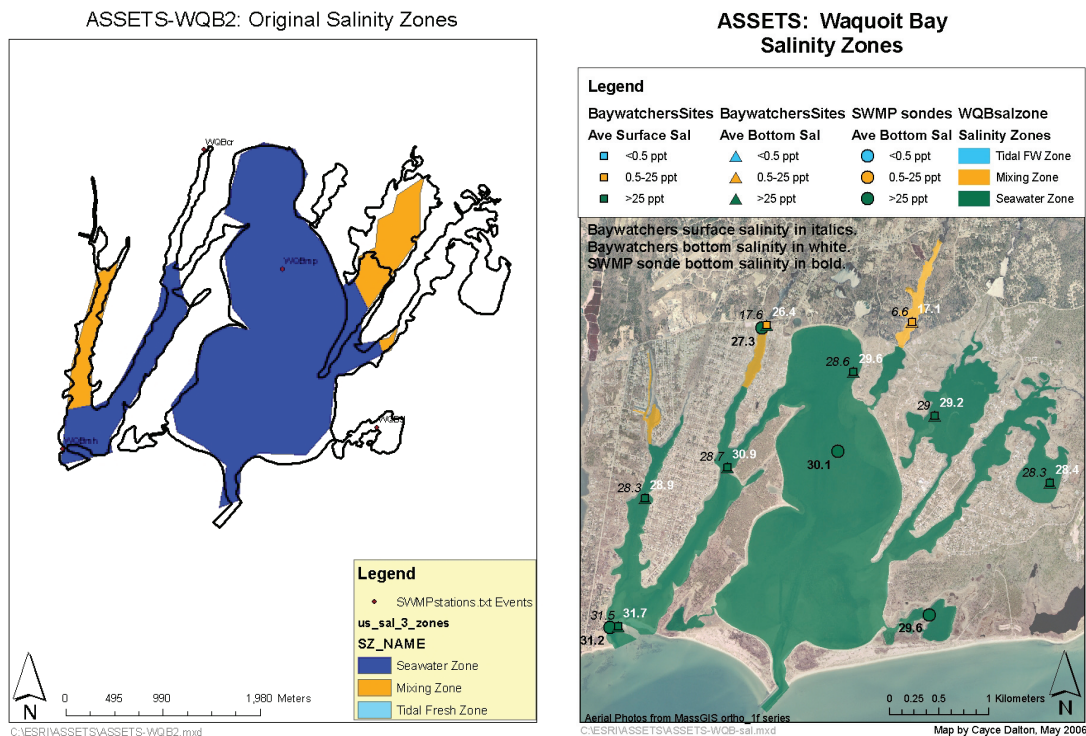 ASSETS-WQB2: Original Salinity Zones
WQBcr
WQBmp
WQBmh
Legend
SWMPstations.txt Events
us_sal_3_zones
SZ_NAME
Seawater Zone
Mixing Zone
Tidal Fresh Zone
0 495 990 1,980 Meters
N
C:\ESRI\ASSETS\ASSETS-WQB2.mxd
ASSETS: Waquoit Bay
Salinity Zones
Legend
BaywatchersSites BaywatchersSites SWMP sondes WQBsalzone
Ave Surface Sal Ave Bottom Sal Ave Bottom Sal Salinity Zones
<0.5 ppt <0.5 ppt <0.5 ppt Tidal FW Zone
0.5-25 ppt 0.5-25 ppt 0.5-25 ppt Mixing Zone
>25 ppt >25 ppt >25 ppt Seawater Zone
Baywatchers surface salinity in italics.
Baywatchers bottom salinity in white.
SWMP sonde bottom salinity in bold.
17.6 26.4
27.3
6.6 17.1
28.6 29.6
29 29.2
28.7 30.9
30.1
28.3 28.9
28.3 28.4
31.5 31.7
31.2
29.6
0 0.25 0.5 1 Kilometers
N
Aerial Photos from MassGIS ortho_1f series
C:\ESRI\ASSETS\ASSETS-WQB-sal.mxd
Map by Cayce Dalton, May 2006